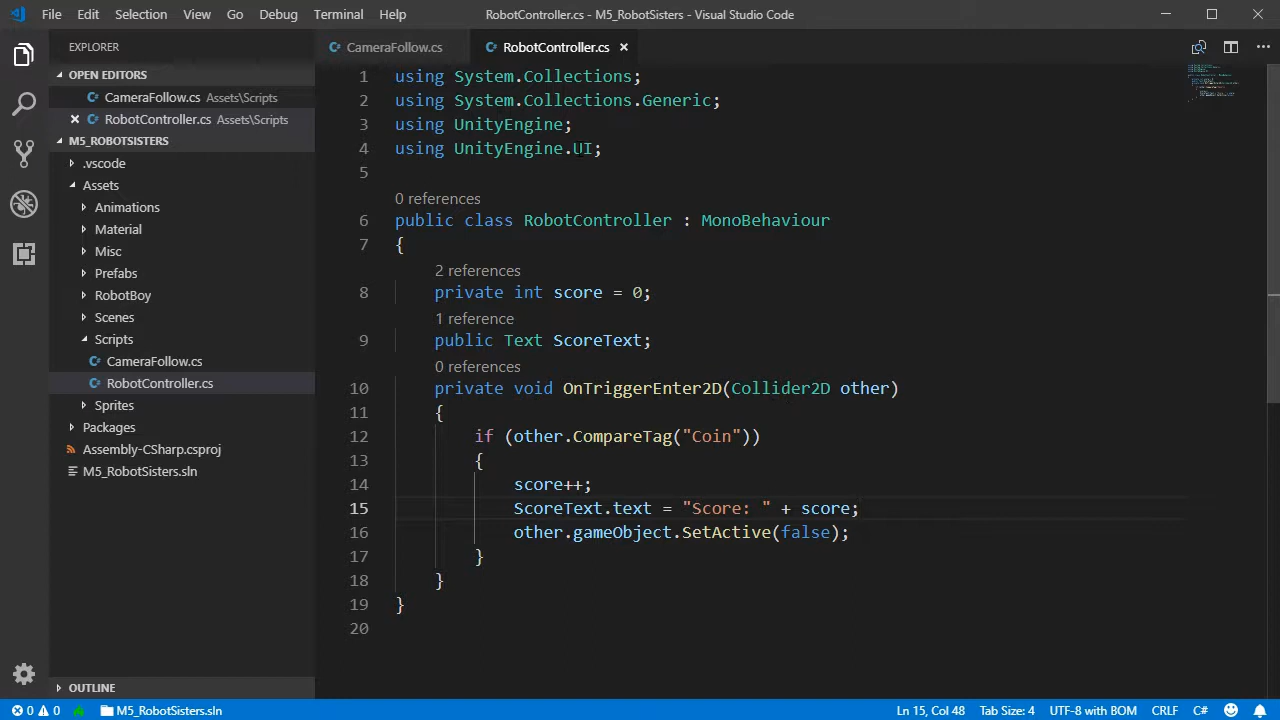 File Edit Selection View Go Debug Terminal Help RobotController.cs - M5_RobotSisters - Visual Studio Code
EXPLORER
OPEN EDITORS
CameraFollow.cs Assets\Scripts
RobotController.cs Assets\Scripts
M5_ROBOTSISTERS
.vscode
Assets
Animations
Material
Misc
Prefabs
RobotBoy
Scenes
Scripts
CameraFollow.cs
RobotController.cs
Sprites
Packages
Assembly-CSharp.csproj
M5_RobotSisters.sln
OUTLINE
CameraFollow.cs RobotController.cs
1 using System.Collections;
2 using System.Collections.Generic;
3 using UnityEngine;
4 using UnityEngine.UI;
5
0 references
6 public class RobotController : MonoBehaviour
7 {
2 references
8 private int score = 0;
1 reference
9 public Text ScoreText;
0 references
10 private void OnTriggerEnter2D(Collider2D other)
11 {
12 if (other.CompareTag("Coin"))
13 {
14 score++;
15 ScoreText.text = "Score: " + score;
16 other.gameObject.SetActive(false);
17 }
18 }
19 }
20
0 0 M5_RobotSisters.sln Ln 15, Col 48 Tab Size: 4 UTF-8 with BOM CRLF C#